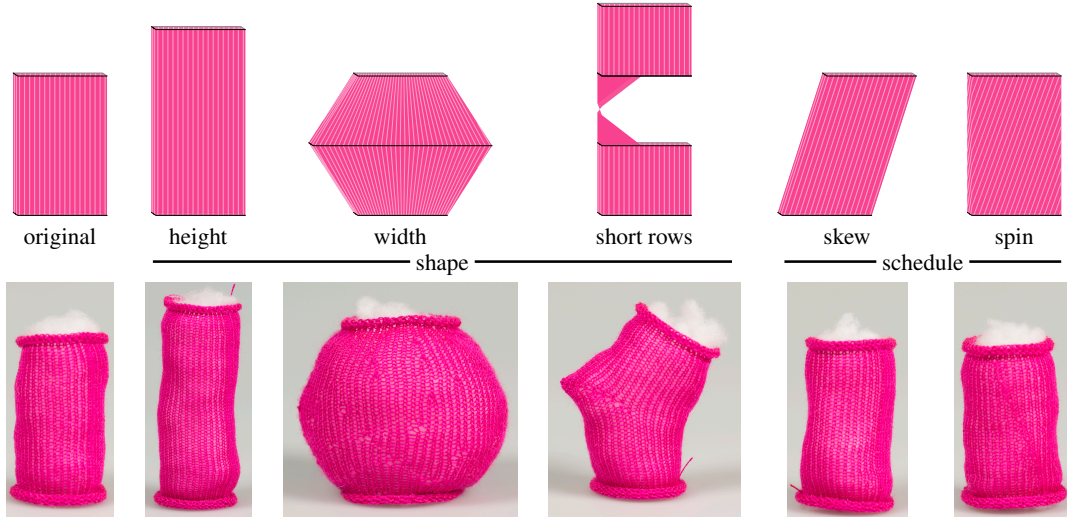 original
height
width
short rows
skew
spin
shape
schedule